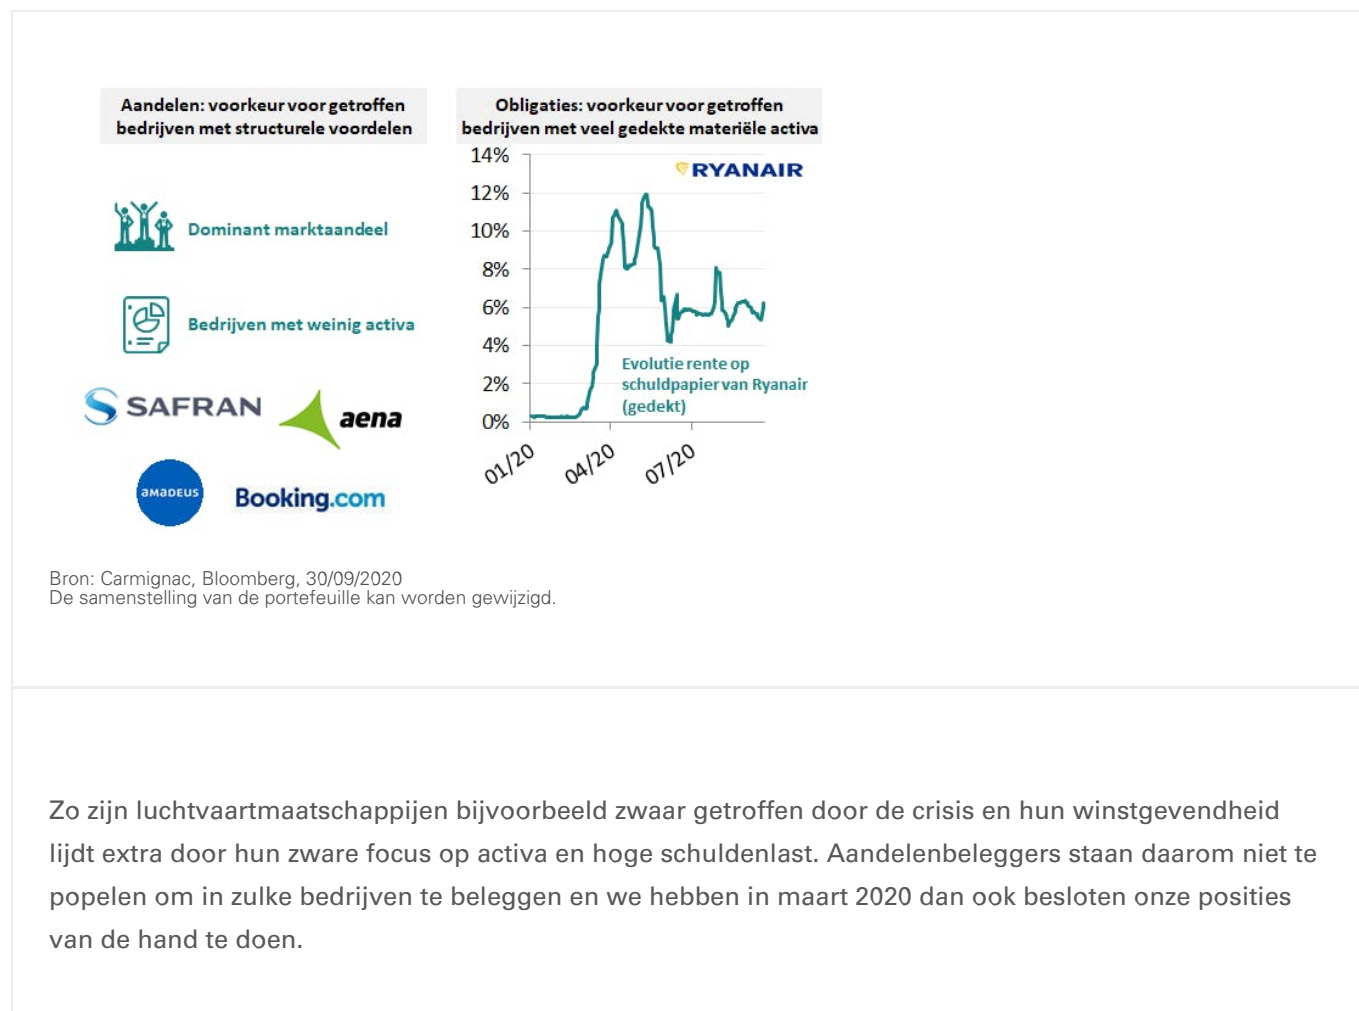 Aandelen: voorkeur voor getroffen
bedrijven met structurele voordelen
Dominant marktaandeel
Bedrijven met weinig activa
SAFRAN
aena
aMaDEUS
Booking.com
Obligaties: voorkeur voor getroffen
bedrijven met veel gedekte materiële activa
RYANAIR
14%
12%
10%
8%
6%
4%
2%
0%
Evolutie rente op
schuldpapier van Ryanair
(gedekt)
01/20
04/20
07/20
Bron: Carmignac, Bloomberg, 30/09/2020
De samenstelling van de portefeuille kan worden gewijzigd.
Zo zijn luchtvaartmaatschappijen bijvoorbeeld zwaar getroffen door de crisis en hun winstgevendheid
lijdt extra door hun zware focus op activa en hoge schuldenlast. Aandelenbeleggers staan daarom niet te
popelen om in zulke bedrijven te beleggen en we hebben in maart 2020 dan ook besloten onze posities
van de hand te doen.